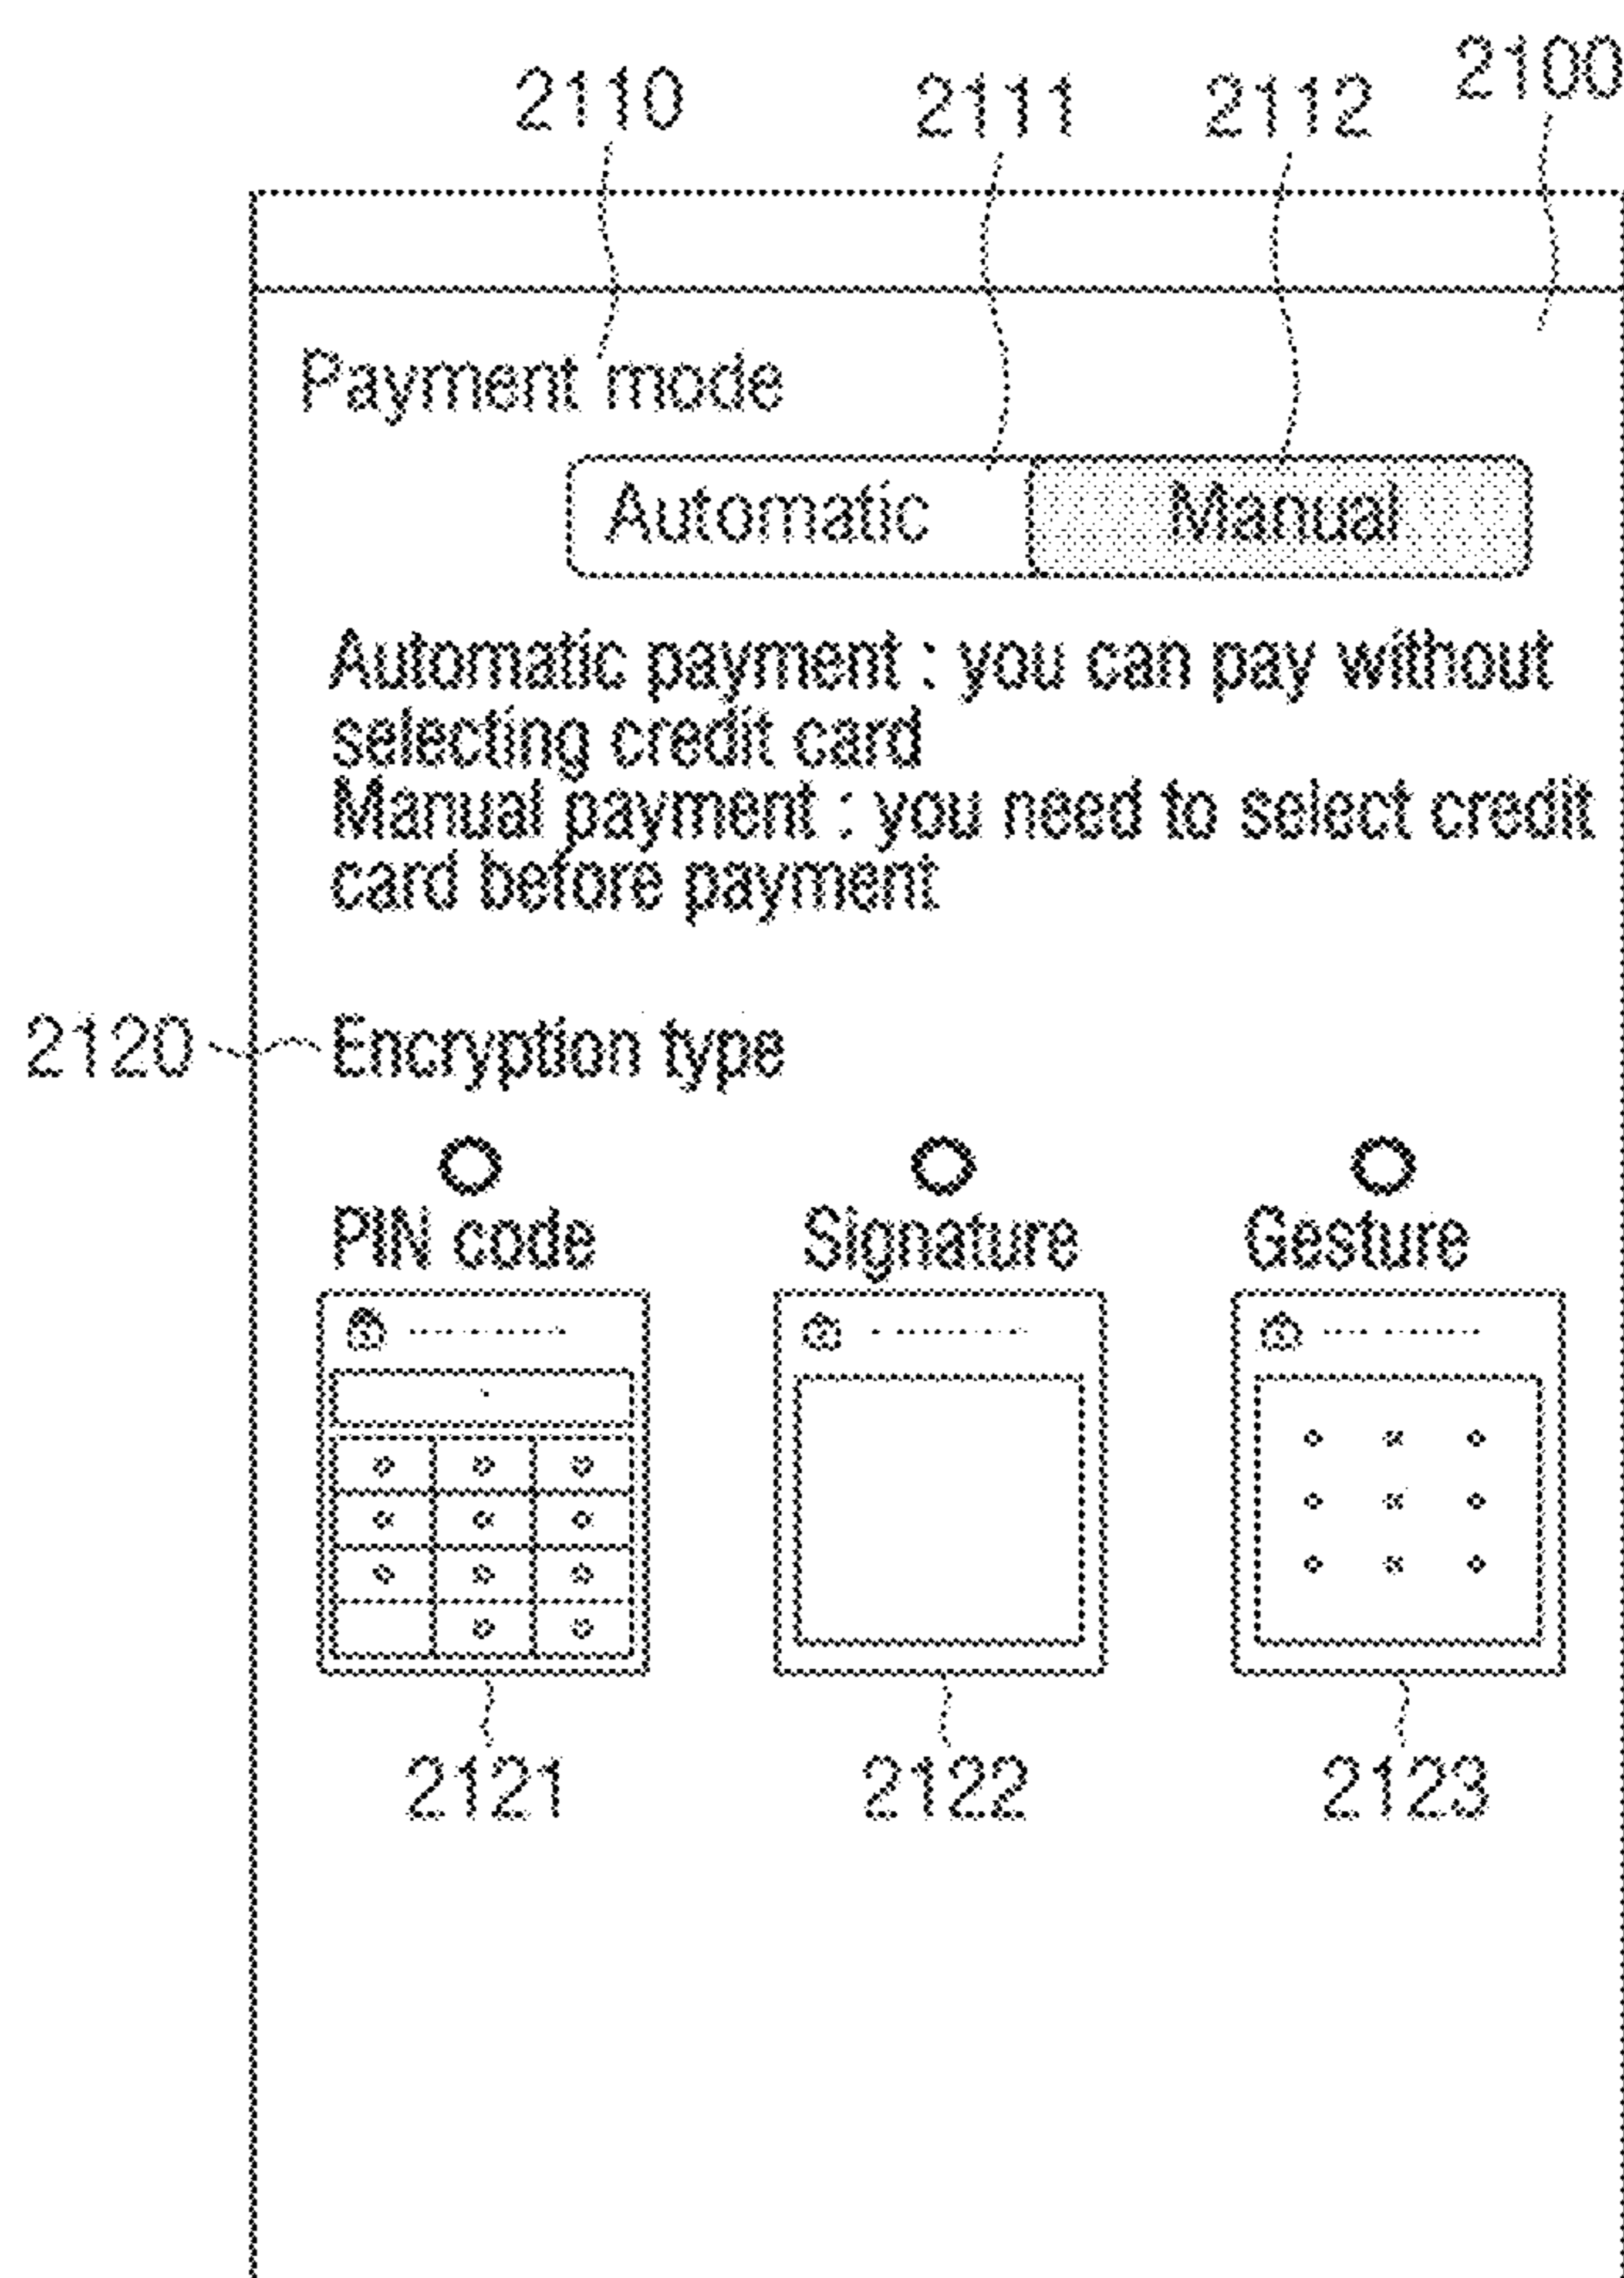 2110 2111 2112 2100
Payment mode
Automatic Manual
Automatic payment : you can pay without
selecting credit card
Manual payment : you need to select credit
card before payment
2120 Encryption type
PIN code Signature Gesture
2121 2122 2123